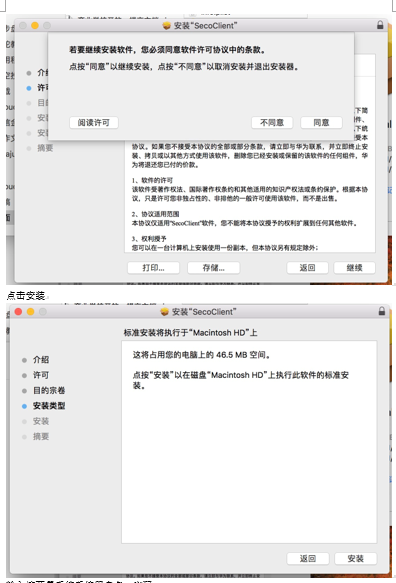 安装“SecoClient”
若要继续安装软件，您必须同意软件许可协议中的条款。
点按“同意”以继续安装，点按“不同意”以取消安装并退出安装器。
阅读许可
不同意
同意
介绍
许可
目的
安装
安装
摘要
协议。如果您不接受本协议的全部或部分条款，请立即与华为联系，并立即终止安
装、拷贝或以其他方式使用该软件，删除您已经安装或保留的该软件的任何组件，华
为将退还您已付的价款。
1、软件的许可
该软件受著作权法、国际著作权条约和其他适用的知识产权法或条约保护。根据本协
议，只是许可您非独占性的、非排他的一般许可使用该软件，而不是出售。
2、协议适用范围
本协议仅适用"SecoClient"软件，您不能将本协议授予的权利扩展到任何其他软件。
3、权利授予
您可以在一台计算机上安装使用一份副本，但本协议另有规定除外；
打印...
存储...
返回
继续
点击安装。
安装“SecoClient”
标准安装将执行于“Macintosh HD”上
介绍
许可
目的宗卷
安装类型
安装
摘要
这将占用您的电脑上的 46.5 MB 空间。
点按“安装”以在磁盘“Macintosh HD”上执行此软件的标准安
装。
返回
安装